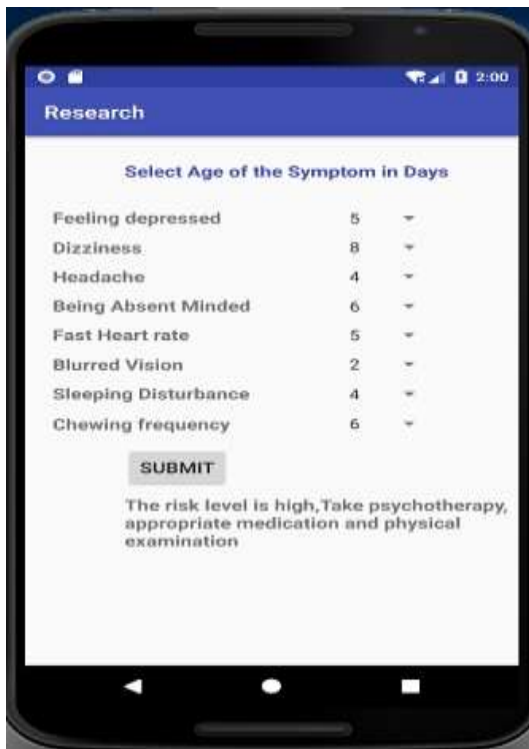 2:00
Research
Select Age of the Symptom in Days
Feeling depressed 5
Dizziness 8
Headache 4
Being Absent Minded 6
Fast Heart rate 5
Blurred Vision 2
Sleeping Disturbance 4
Chewing frequency 6
SUBMIT
The risk level is high,Take psychotherapy,
appropriate medication and physical
examination